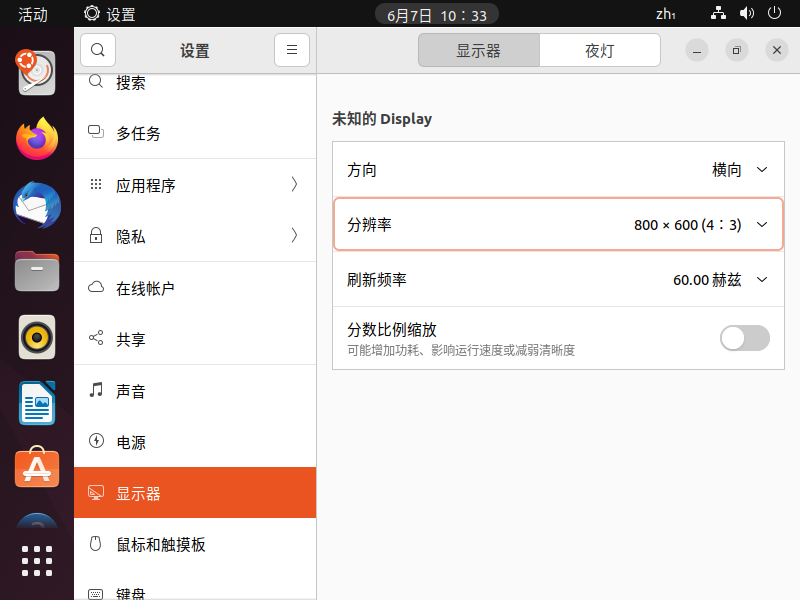 活动
设置
6月7日 10∶33
zh₁
设置
显示器
夜灯
搜索
多任务
应用程序
隐私
在线帐户
共享
声音
电源
显示器
鼠标和触摸板
键盘
未知的 Display
方向
横向
分辨率
800 × 600 (4∶3)
刷新频率
60.00 赫兹
分数比例缩放
可能增加功耗、影响运行速度或减弱清晰度